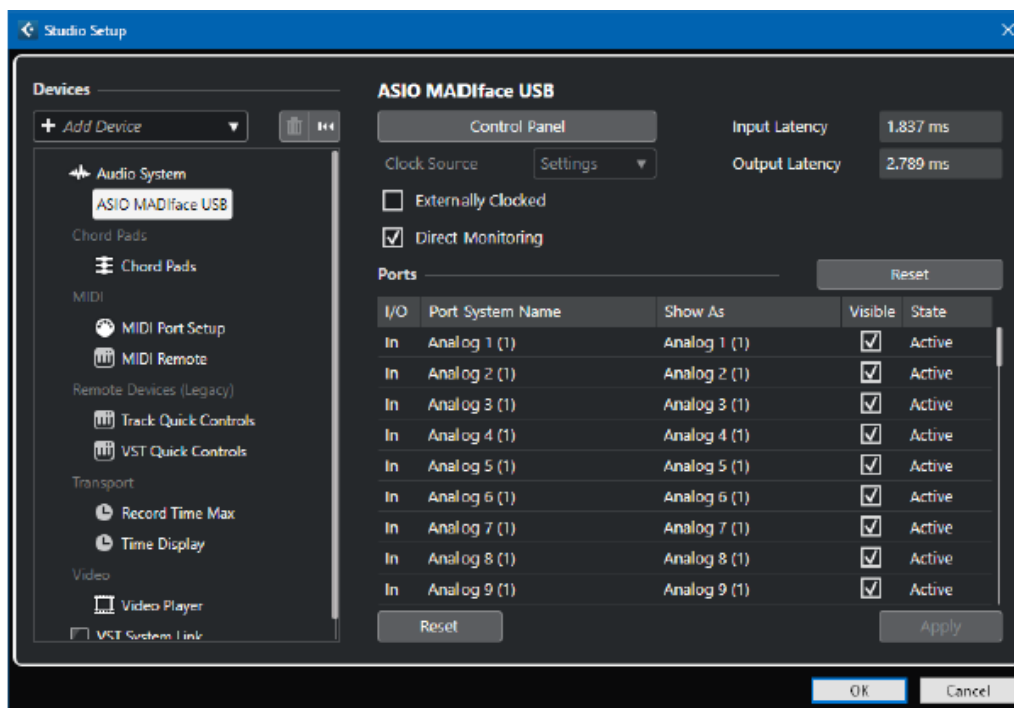 Studio Setup
Devices
+ Add Device
Audio System
ASIO MADIface USB
Chord Pads
Chord Pads
MIDI
MIDI Port Setup
MIDI Remote
Remote Devices (Legacy)
Track Quick Controls
VST Quick Controls
Transport
Record Time Max
Time Display
Video
Video Player
VST System Link
ASIO MADIface USB
Control Panel
Input Latency 1.837 ms
Clock Source Settings
Output Latency 2.789 ms
Externally Clocked
Direct Monitoring
Ports
Reset
I/O Port System Name Show As Visible State
In Analog 1 (1) Analog 1 (1) Active
In Analog 2 (1) Analog 2 (1) Active
In Analog 3 (1) Analog 3 (1) Active
In Analog 4 (1) Analog 4 (1) Active
In Analog 5 (1) Analog 5 (1) Active
In Analog 6 (1) Analog 6 (1) Active
In Analog 7 (1) Analog 7 (1) Active
In Analog 8 (1) Analog 8 (1) Active
In Analog 9 (1) Analog 9 (1) Active
Reset
Apply
OK
Cancel